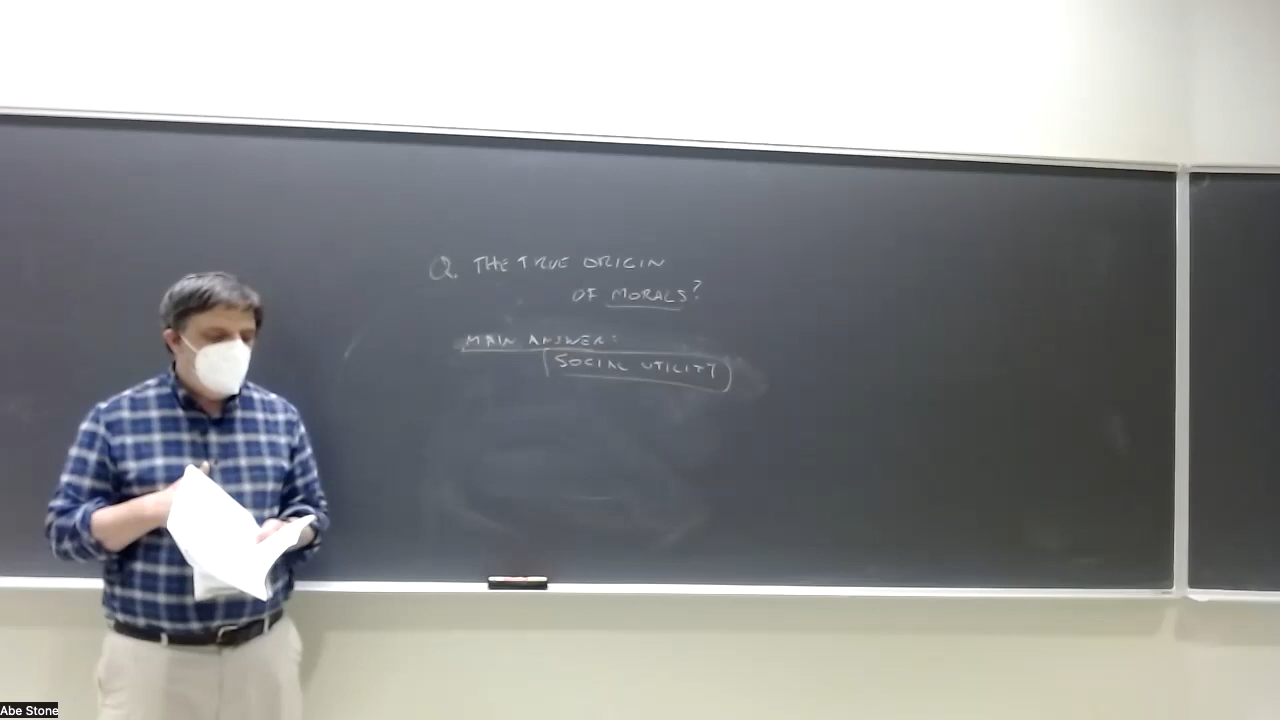 Q. THE TRUE ORIGIN
OF MORALS?
MAIN ANSWER:
SOCIAL UTILITY
Abe Stone